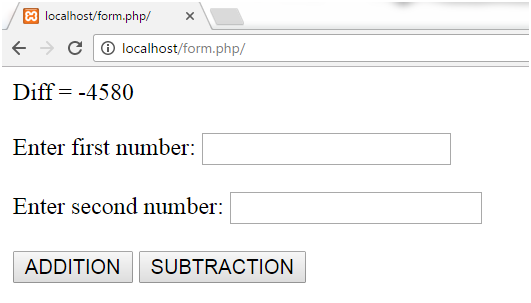 localhost/form.php/
localhost/form.php/
Diff = -4580
Enter first number:
Enter second number:
ADDITION SUBTRACTION